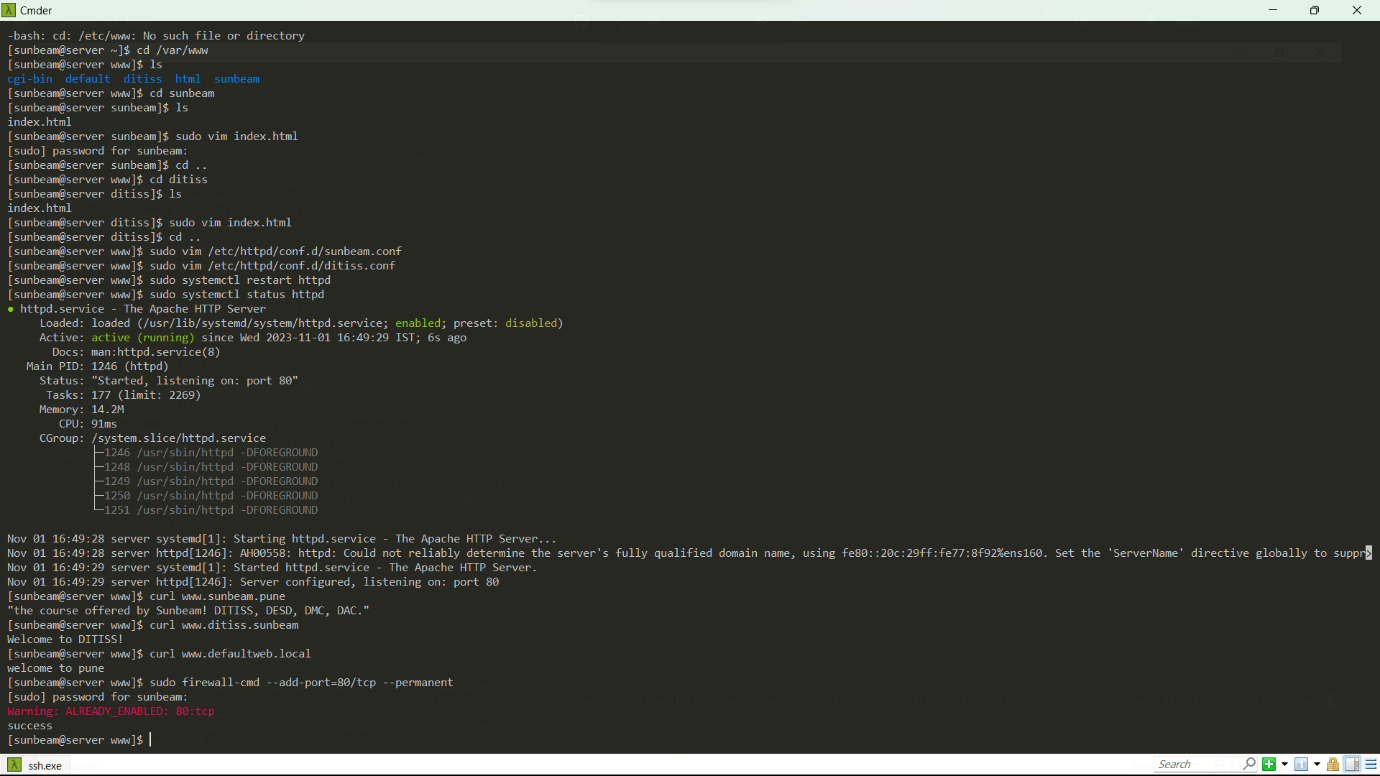 Cmder
-bash: cd: /etc/www: No such file or directory
[sunbeam@server ~]$ cd /var/www
[sunbeam@server www]$ ls
cgi-bin  default  ditiss  html  sunbeam
[sunbeam@server www]$ cd sunbeam
[sunbeam@server sunbeam]$ ls
index.html
[sunbeam@server sunbeam]$ sudo vim index.html
[sudo] password for sunbeam:
[sunbeam@server sunbeam]$ cd ..
[sunbeam@server www]$ cd ditiss
[sunbeam@server ditiss]$ ls
index.html
[sunbeam@server ditiss]$ sudo vim index.html
[sunbeam@server ditiss]$ cd ..
[sunbeam@server www]$ sudo vim /etc/httpd/conf.d/sunbeam.conf
[sunbeam@server www]$ sudo vim /etc/httpd/conf.d/ditiss.conf
[sunbeam@server www]$ sudo systemctl restart httpd
[sunbeam@server www]$ sudo systemctl status httpd
● httpd.service - The Apache HTTP Server
     Loaded: loaded (/usr/lib/systemd/system/httpd.service; enabled; preset: disabled)
     Active: active (running) since Wed 2023-11-01 16:49:29 IST; 6s ago
       Docs: man:httpd.service(8)
   Main PID: 1246 (httpd)
     Status: "Started, listening on: port 80"
      Tasks: 177 (limit: 2269)
     Memory: 14.2M
        CPU: 91ms
     CGroup: /system.slice/httpd.service
             ├─1246 /usr/sbin/httpd -DFOREGROUND
             ├─1248 /usr/sbin/httpd -DFOREGROUND
             ├─1249 /usr/sbin/httpd -DFOREGROUND
             ├─1250 /usr/sbin/httpd -DFOREGROUND
             └─1251 /usr/sbin/httpd -DFOREGROUND
Nov 01 16:49:28 server systemd[1]: Starting httpd.service - The Apache HTTP Server...
Nov 01 16:49:28 server httpd[1246]: AH00558: httpd: Could not reliably determine the server's fully qualified domain name, using fe80::20c:29ff:fe77:8f92%ens160. Set the 'ServerName' directive globally to suppr>
Nov 01 16:49:29 server systemd[1]: Started httpd.service - The Apache HTTP Server.
Nov 01 16:49:29 server httpd[1246]: Server configured, listening on: port 80
[sunbeam@server www]$ curl www.sunbeam.pune
"the course offered by Sunbeam! DITISS, DESD, DMC, DAC."
[sunbeam@server www]$ curl www.ditiss.sunbeam
Welcome to DITISS!
[sunbeam@server www]$ curl www.defaultweb.local
welcome to pune
[sunbeam@server www]$ sudo firewall-cmd --add-port=80/tcp --permanent
[sudo] password for sunbeam:
Warning: ALREADY_ENABLED: 80:tcp
success
[sunbeam@server www]$
ssh.exe
Search